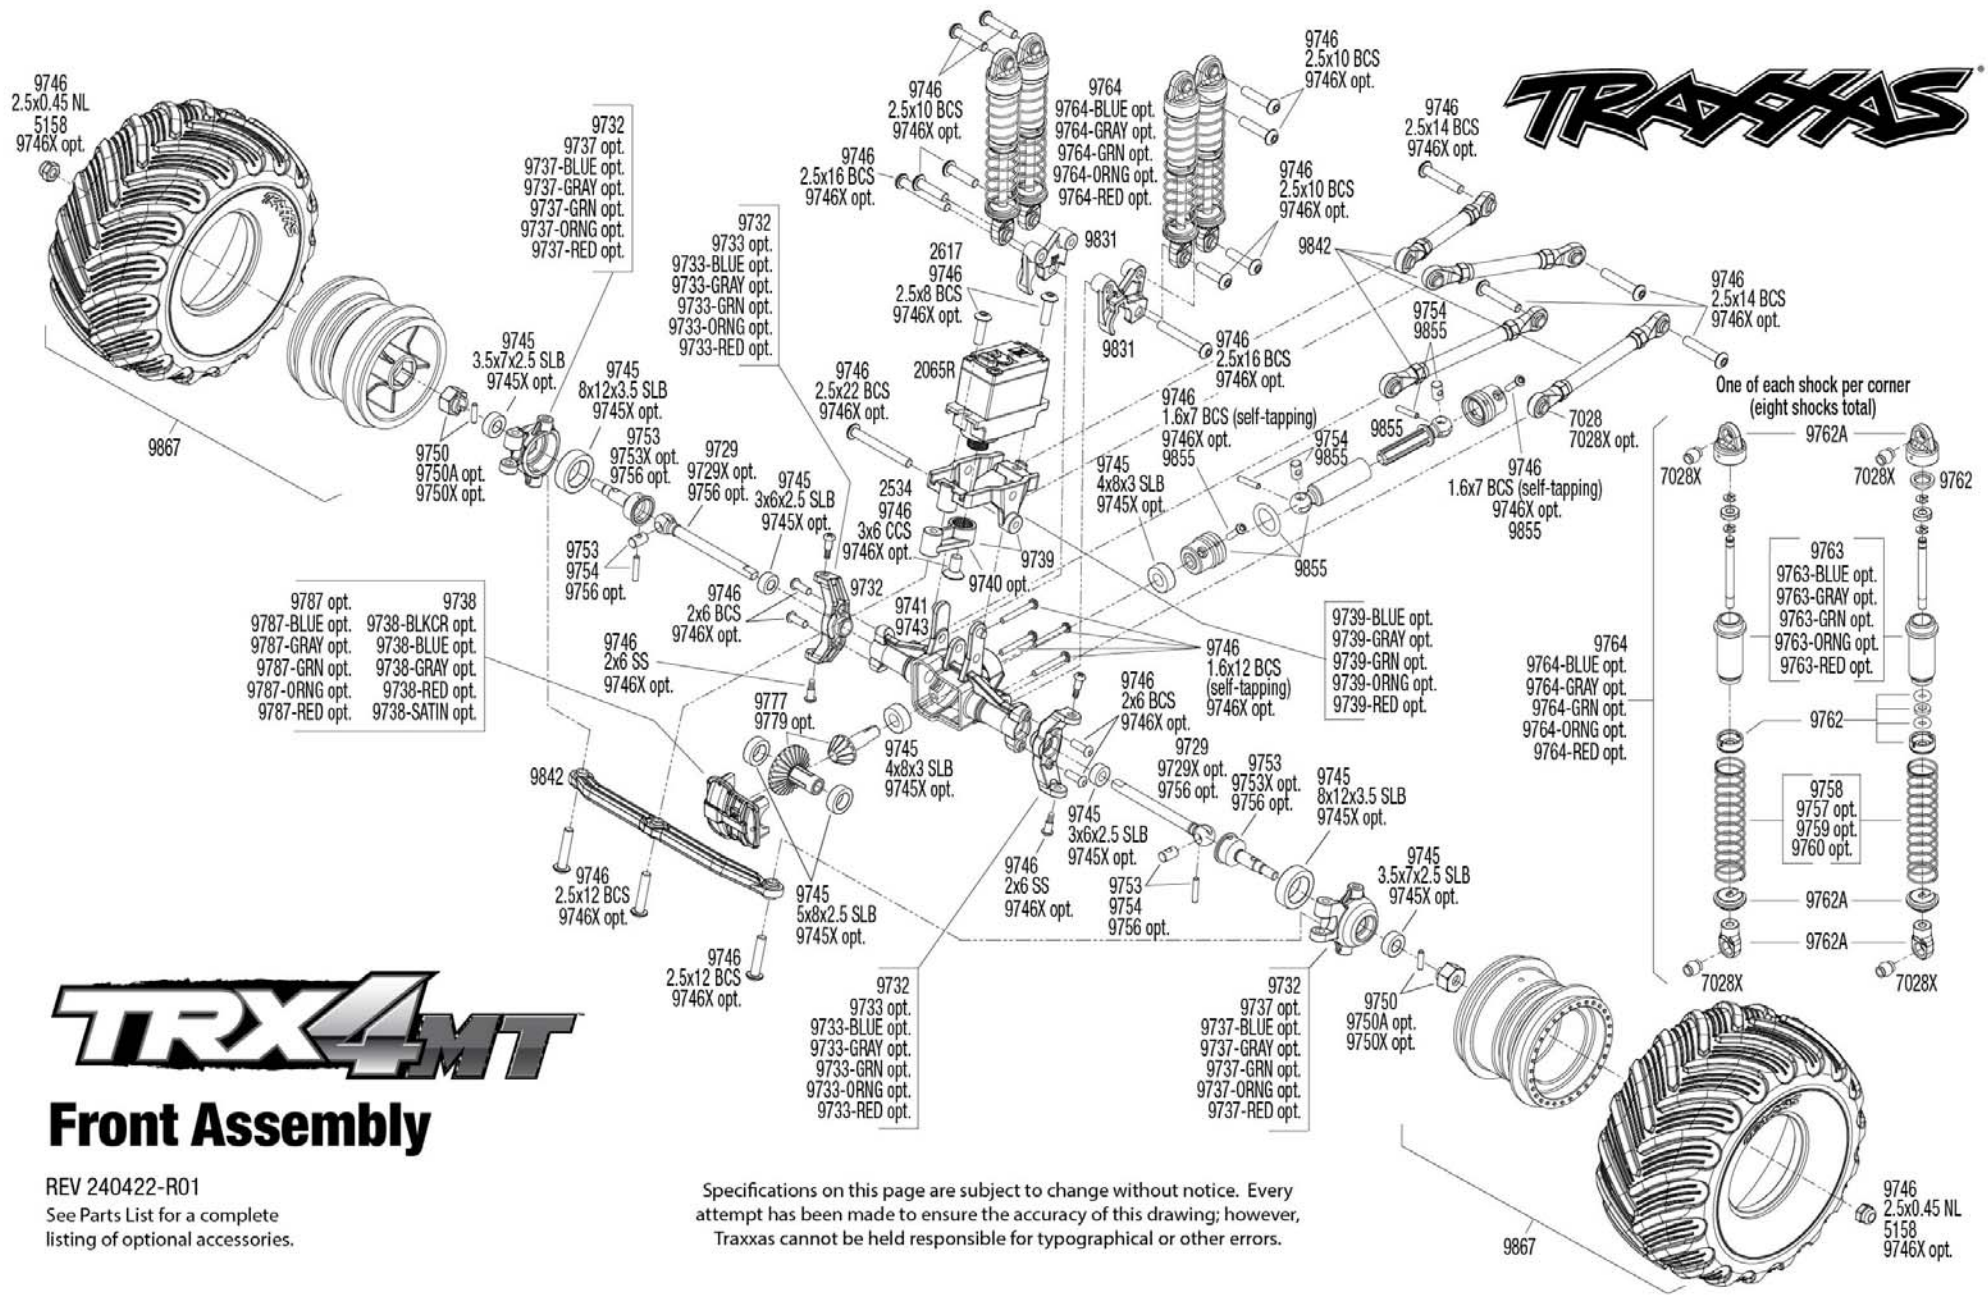 9746
2.5x0.45 NL
5158
9746X opt.
9867
9732
9737 opt.
9737-BLUE opt.
9737-GRAY opt.
9737-GRN opt.
9737-ORNG opt.
9737-RED opt.
9745
3.5x7x2.5 SLB
9745X opt.
9750
9750A opt.
9750X opt.
9745
8x12x3.5 SLB
9745X opt.
9753
9753X opt.
9756 opt.
9729
9729X opt.
9756 opt.
9753
9754
9756 opt.
9745
3x6x2.5 SLB
9745X opt.
9732
9733 opt.
9733-BLUE opt.
9733-GRAY opt.
9733-GRN opt.
9733-ORNG opt.
9733-RED opt.
9746
2.5x10 BCS
9746X opt.
9746
2.5x16 BCS
9746X opt.
9764
9764-BLUE opt.
9764-GRAY opt.
9764-GRN opt.
9764-ORNG opt.
9764-RED opt.
9746
2.5x10 BCS
9746X opt.
9746
2.5x10 BCS
9746X opt.
9831
9831
2617
9746
2.5x8 BCS
9746X opt.
2065R
9746
2.5x22 BCS
9746X opt.
9746
2.5x16 BCS
9746X opt.
9746
2.5x14 BCS
9746X opt.
TRAXXAS
9842
9746
2.5x14 BCS
9746X opt.
9754
9855
9855
7028
7028X opt.
9746
1.6x7 BCS (self-tapping)
9746X opt.
9855
9754
9855
9746
1.6x7 BCS (self-tapping)
9746X opt.
9855
9745
4x8x3 SLB
9745X opt.
9855
2534
9746
3x6 CCS
9746X opt.
9739
9740 opt.
9732
9746
2x6 BCS
9746X opt.
9746
2x6 SS
9746X opt.
9741
9743
9739-BLUE opt.
9739-GRAY opt.
9739-GRN opt.
9739-ORNG opt.
9739-RED opt.
9746
1.6x12 BCS
(self-tapping)
9746X opt.
9787 opt.
9787-BLUE opt.
9787-GRAY opt.
9787-GRN opt.
9787-ORNG opt.
9787-RED opt.
9738
9738-BLKCR opt.
9738-BLUE opt.
9738-GRAY opt.
9738-RED opt.
9738-SATIN opt.
9777
9779 opt.
9745
4x8x3 SLB
9745X opt.
9842
9746
2.5x12 BCS
9746X opt.
9746
2.5x12 BCS
9746X opt.
9745
5x8x2.5 SLB
9745X opt.
9746
2x6 BCS
9746X opt.
9729
9729X opt.
9756 opt.
9753
9753X opt.
9756 opt.
9745
8x12x3.5 SLB
9745X opt.
9745
3x6x2.5 SLB
9745X opt.
9746
2x6 SS
9746X opt.
9753
9754
9756 opt.
9745
3.5x7x2.5 SLB
9745X opt.
9732
9733 opt.
9733-BLUE opt.
9733-GRAY opt.
9733-GRN opt.
9733-ORNG opt.
9733-RED opt.
9732
9737 opt.
9737-BLUE opt.
9737-GRAY opt.
9737-GRN opt.
9737-ORNG opt.
9737-RED opt.
9750
9750A opt.
9750X opt.
One of each shock per corner
(eight shocks total)
9762A
7028X
7028X
9762
9763
9763-BLUE opt.
9763-GRAY opt.
9763-GRN opt.
9763-ORNG opt.
9763-RED opt.
9764
9764-BLUE opt.
9764-GRAY opt.
9764-GRN opt.
9764-ORNG opt.
9764-RED opt.
9762
9758
9757 opt.
9759 opt.
9760 opt.
9762A
9762A
7028X
7028X
9867
9746
2.5x0.45 NL
5158
9746X opt.
TRX4MT
Front Assembly
REV 240422-R01
See Parts List for a complete
listing of optional accessories.
Specifications on this page are subject to change without notice. Every
attempt has been made to ensure the accuracy of this drawing; however,
Traxxas cannot be held responsible for typographical or other errors.